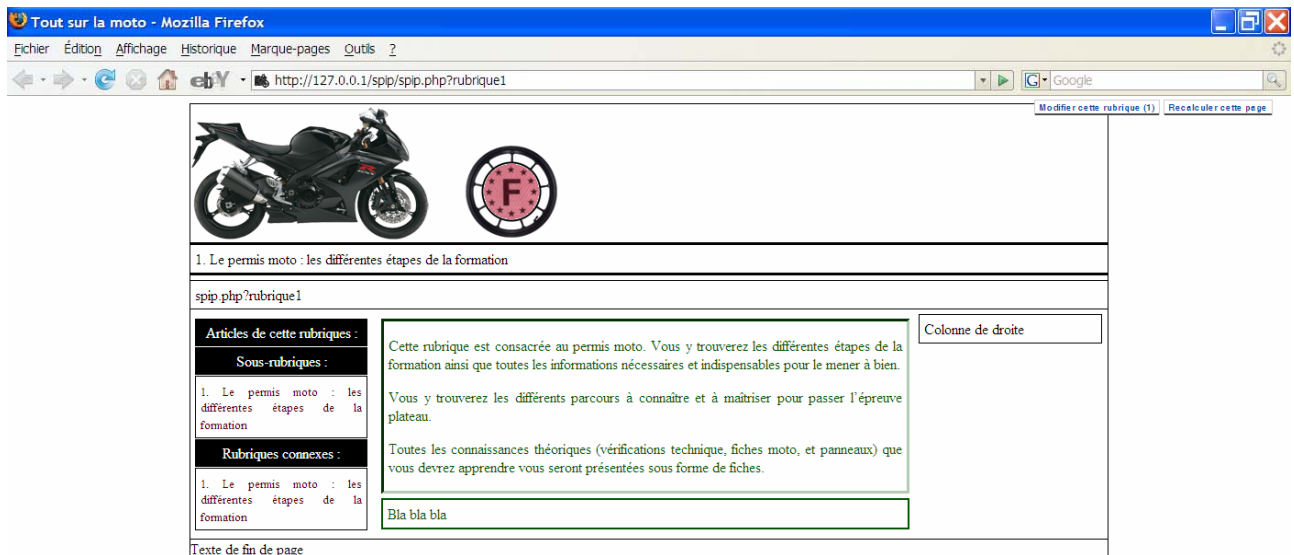 Tout sur la moto - Mozilla Firefox
Fichier Édition Affichage Historique Marque-pages Outils ?
ebY http://127.0.0.1/spip/spip.php?rubrique1 G Google
Modifier cette rubrique (1) Recalculer cette page
F
1. Le permis moto : les différentes étapes de la formation
spip.php?rubrique1
Articles de cette rubriques :
Sous-rubriques :
1. Le permis moto : les
différentes étapes de la
formation
Rubriques connexes :
1. Le permis moto : les
différentes étapes de la
formation
Cette rubrique est consacrée au permis moto. Vous y trouverez les différentes étapes de la
formation ainsi que toutes les informations nécessaires et indispensables pour le mener à bien.
Vous y trouverez les différents parcours à connaître et à maîtriser pour passer l'épreuve
plateau.
Toutes les connaissances théoriques (vérifications technique, fiches moto, et panneaux) que
vous devrez apprendre vous seront présentées sous forme de fiches.
Bla bla bla
Colonne de droite
Texte de fin de page